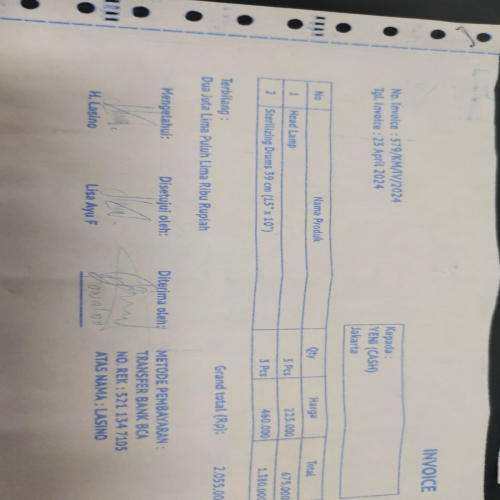 INVOICE
No. Invoice : 579/KM/IV/2024
Tgl. Invoice : 23 April 2024
Kepada :
YENI (CASH)
Jakarta
No Nama Produk Qty Harga Total
1 Head Lamp 3 Pcs 225.000 675.000
2 Sterilizing Drums 39 cm (15" x 10") 3 Pcs 460.000 1.380.000
Grand total (Rp): 2.055.00
Terbilang :
Dua Juta Lima Puluh Lima Ribu Rupiah
Mengetahui: Disetujui oleh: Diterima oleh: METODE PEMBAYARAN :
TRANSFER BANK BCA
NO. REK : 521 134 7105
H. Lasino Lisa Ayu F ATAS NAMA : LASINO